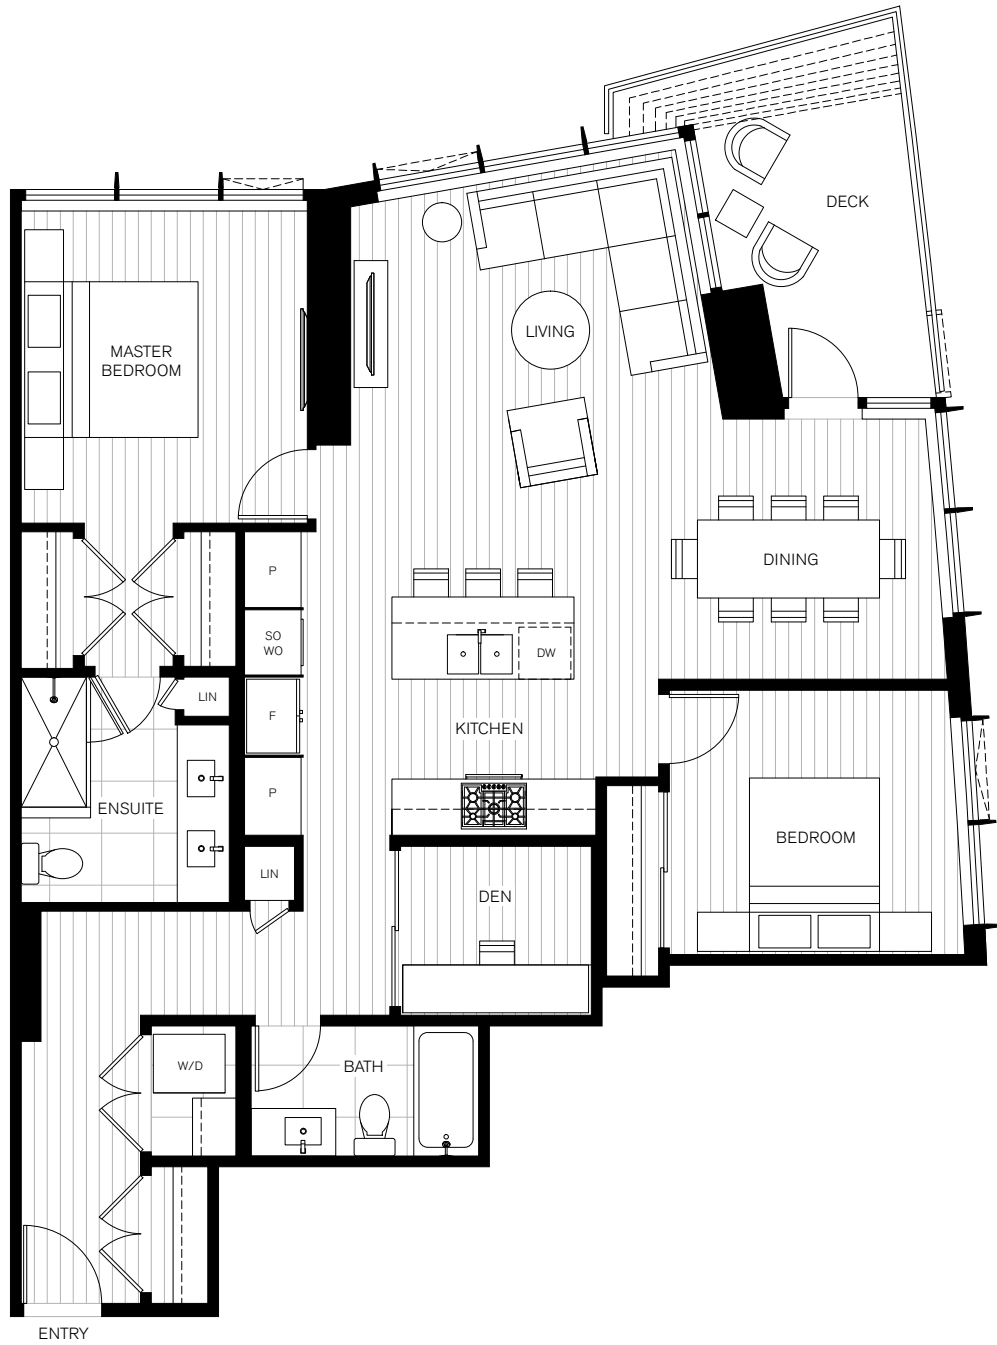 DECK
LIVING
MASTER
BEDROOM
DINING
P
SO
WO
DW
LIN
F
KITCHEN
P
ENSUITE
BEDROOM
LIN
DEN
W/D
BATH
ENTRY